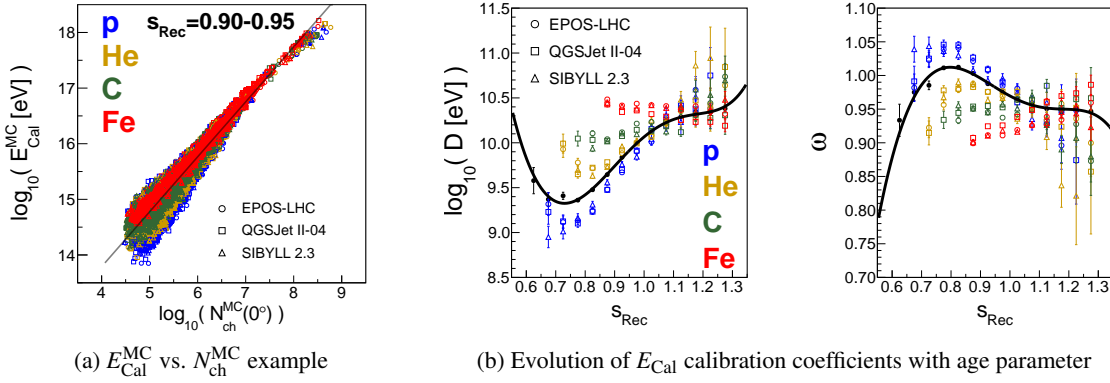 p
He
C
Fe
s_Rec=0.90-0.95
EPOS-LHC
QGSJet II-04
SIBYLL 2.3
log_10( E_Cal^MC [eV]
18
17
16
15
14
4 5 6 7 8 9
log_10( N_ch^MC(0°) )
(a) E_Cal^MC vs. N_ch^MC example
EPOS-LHC
QGSJet II-04
SIBYLL 2.3
p
He
C
Fe
log_10( D [eV] )
11.0
10.5
10.0
9.5
9.0
8.5
0.6 0.7 0.8 0.9 1.0 1.1 1.2 1.3
s_Rec
ω
1.10
1.05
1.00
0.95
0.90
0.85
0.80
0.75
0.70
0.6 0.7 0.8 0.9 1.0 1.1 1.2 1.3
s_Rec
(b) Evolution of E_Cal calibration coefficients with age parameter